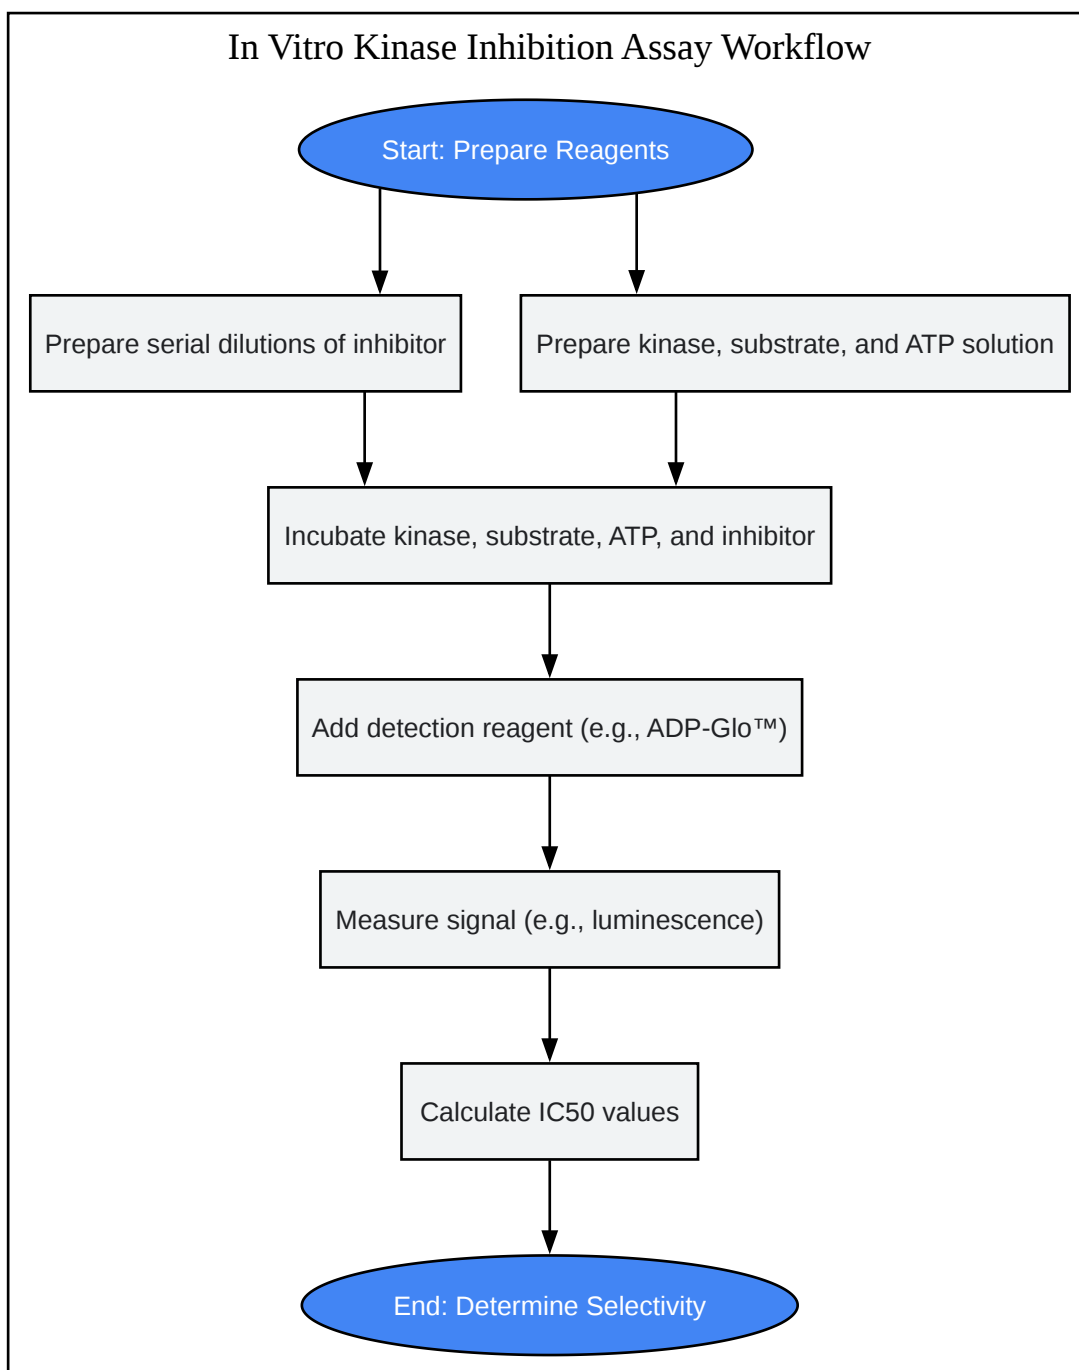 In Vitro Kinase Inhibition Assay Workflow
Start: Prepare Reagents
Prepare serial dilutions of inhibitor
Prepare kinase, substrate, and ATP solution
Incubate kinase, substrate, ATP, and inhibitor
Add detection reagent (e.g., ADP-Glo™)
Measure signal (e.g., luminescence)
Calculate IC50 values
End: Determine Selectivity